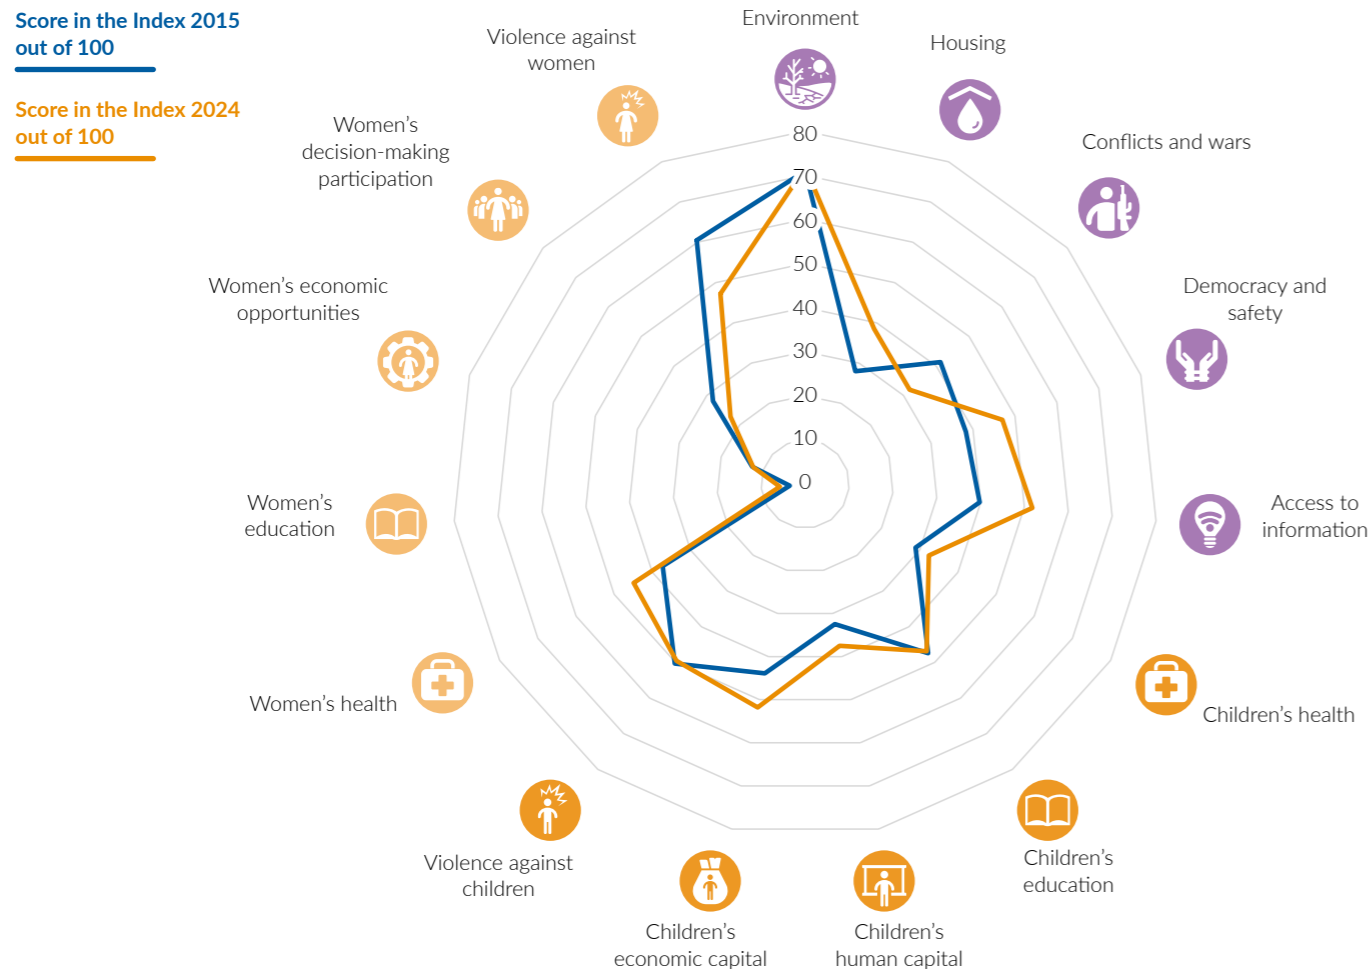 Score in the Index 2015
out of 100
Score in the Index 2024
out of 100
Environment
Housing
Conflicts and wars
Democracy and
safety
Access to
information
Children’s health
Children’s
education
Children’s
human capital
Children’s
economic capital
Violence against
children
Women’s health
Women’s
education
Women’s economic
opportunities
Women’s
decision-making
participation
Violence against
women
80
70
60
50
40
30
20
10
0